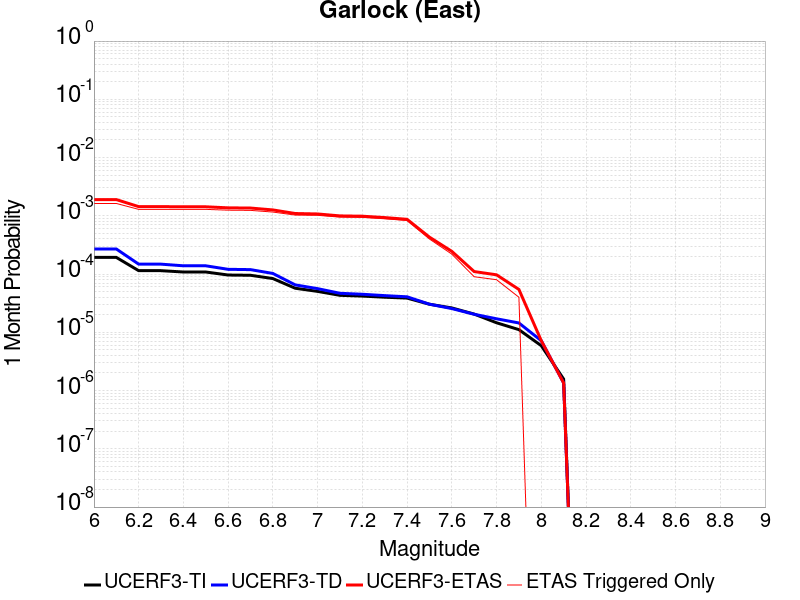 Garlock (East)
10^0
10^-1
10^-2
10^-3
10^-4
10^-5
10^-6
10^-7
10^-8
1 Month Probability
6 6.2 6.4 6.6 6.8 7 7.2 7.4 7.6 7.8 8 8.2 8.4 8.6 8.8 9
Magnitude
UCERF3-TI UCERF3-TD UCERF3-ETAS ETAS Triggered Only